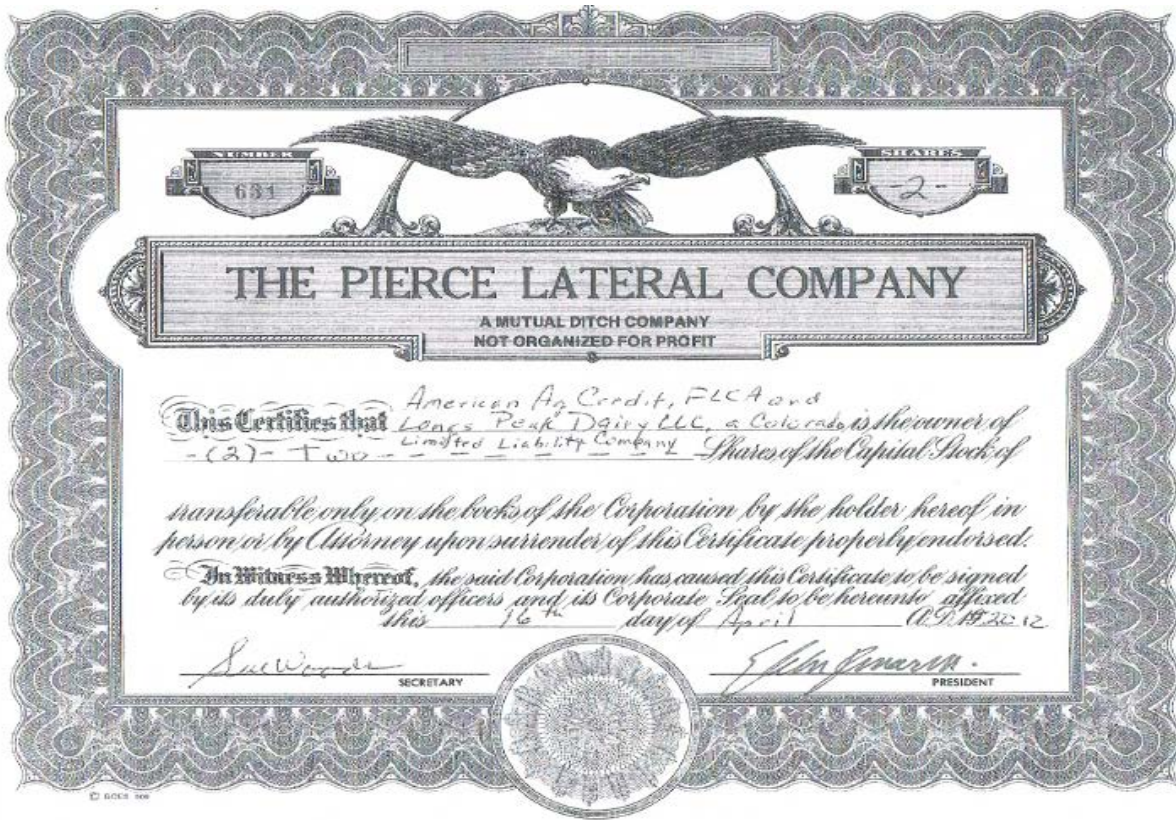 NUMBER
631
SHARES
-2-
THE PIERCE LATERAL COMPANY
A MUTUAL DITCH COMPANY
NOT ORGANIZED FOR PROFIT
American Ag Credit, FLCA and
This Certifies that Longs Peak Dairy LLC, a Colorado is the owner of
Limited Liability Company
-(2)- Two - - - - Shares of the Capital Stock of
transferable only on the books of the Corporation by the holder hereof in
person or by Attorney upon surrender of this Certificate properly endorsed.
In Witness Whereof, the said Corporation has caused this Certificate to be signed
by its duly authorized officers and its Corporate Seal to be hereunto affixed
this 16th day of April A.D. 2012
SECRETARY
PRESIDENT
© GOES